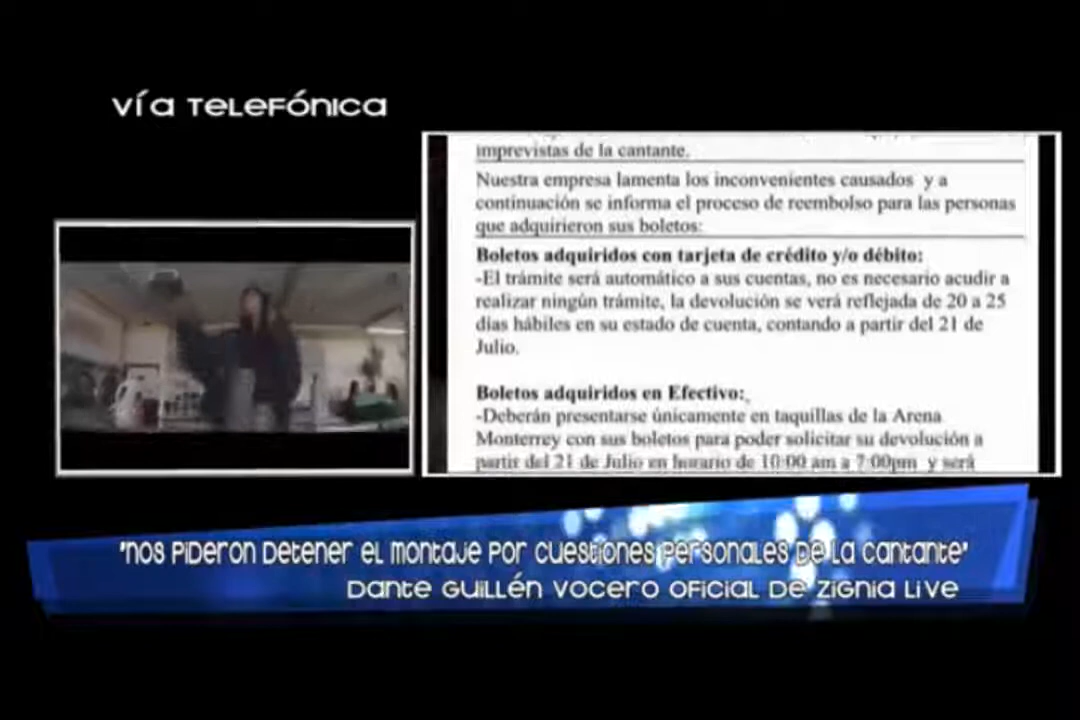 VÍA TELEFÓNICA
imprevistas de la cantante.
Nuestra empresa lamenta los inconvenientes causados y a
continuación se informa el proceso de reembolso para las personas
que adquirieron sus boletos:
Boletos adquiridos con tarjeta de crédito y/o débito:
-El trámite será automático a sus cuentas, no es necesario acudir a
realizar ningún trámite, la devolución se verá reflejada de 20 a 25
días hábiles en su estado de cuenta, contando a partir del 21 de
Julio.
Boletos adquiridos en Efectivo:
-Deberán presentarse únicamente en taquillas de la Arena
Monterrey con sus boletos para poder solicitar su devolución a
partir del 21 de Julio en horario de 10:00 am a 7:00pm y será
"NOS PIDERON DETENER EL MONTAJE POR CUESTIONES PERSONALES DE LA CANTANTE"
DANTE GUILLÉN VOCERO OFICIAL DE ZIGNIA LIVE